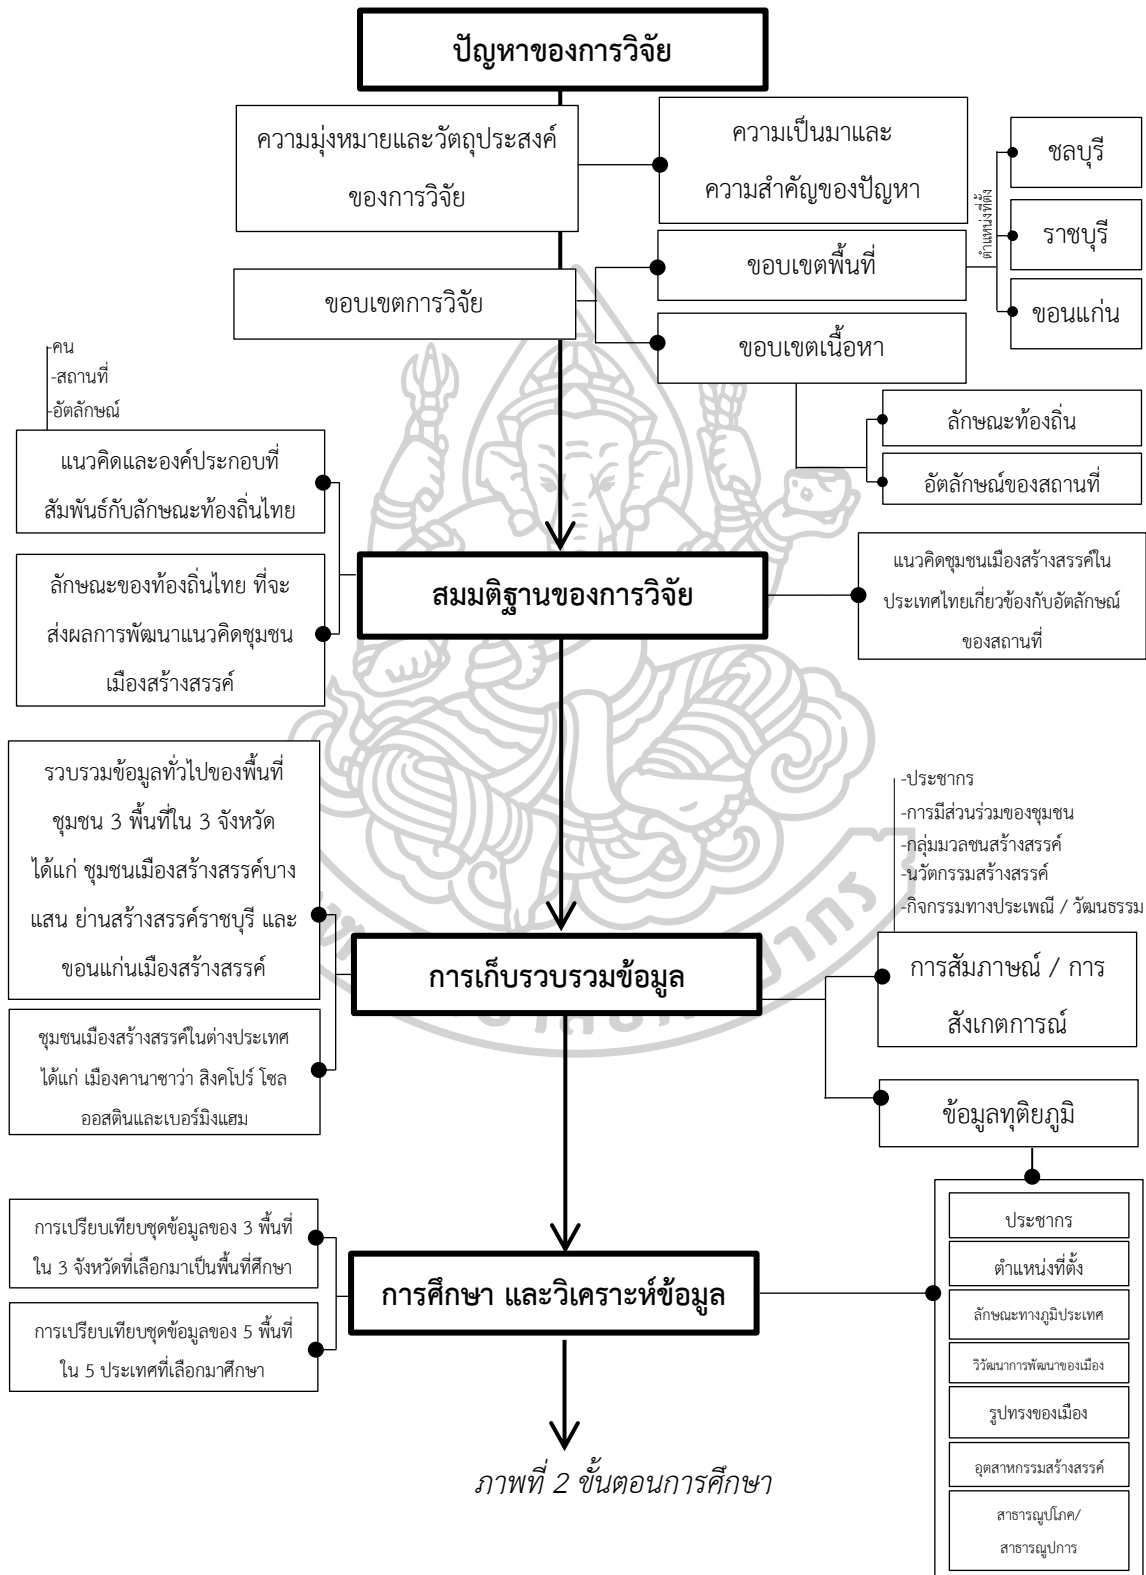 ปัญหาของการวิจัย
ความมุ่งหมายและวัตถุประสงค์
ของการวิจัย
ความเป็นมาและ
ความสำคัญของปัญหา
ขอบเขตการวิจัย
ขอบเขตพื้นที่
ตำแหน่งที่ตั้ง
ชลบุรี
ราชบุรี
ขอนแก่น
ขอบเขตเนื้อหา
ลักษณะท้องถิ่น
อัตลักษณ์ของสถานที่
-คน
-สถานที่
-อัตลักษณ์
แนวคิดและองค์ประกอบที่
สัมพันธ์กับลักษณะท้องถิ่นไทย
ลักษณะของท้องถิ่นไทย ที่จะ
ส่งผลการพัฒนาแนวคิดชุมชน
เมืองสร้างสรรค์
สมมติฐานของการวิจัย
แนวคิดชุมชนเมืองสร้างสรรค์ใน
ประเทศไทยเกี่ยวข้องกับอัตลักษณ์
ของสถานที่
รวบรวมข้อมูลทั่วไปของพื้นที่
ชุมชน 3 พื้นที่ใน 3 จังหวัด
ได้แก่ ชุมชนเมืองสร้างสรรค์บาง
แสน ย่านสร้างสรรค์ราชบุรี และ
ขอนแก่นเมืองสร้างสรรค์
ชุมชนเมืองสร้างสรรค์ในต่างประเทศ
ได้แก่ เมืองคานาซาว่า สิงคโปร์ โซล
ออสตินและเบอร์มิงแฮม
การเก็บรวบรวมข้อมูล
-ประชากร
-การมีส่วนร่วมของชุมชน
-กลุ่มมวลชนสร้างสรรค์
-นวัตกรรมสร้างสรรค์
-กิจกรรมทางประเพณี / วัฒนธรรม
การสัมภาษณ์ / การ
สังเกตการณ์
ข้อมูลทุติยภูมิ
การเปรียบเทียบชุดข้อมูลของ 3 พื้นที่
ใน 3 จังหวัดที่เลือกมาเป็นพื้นที่ศึกษา
การเปรียบเทียบชุดข้อมูลของ 5 พื้นที่
ใน 5 ประเทศที่เลือกมาศึกษา
การศึกษา และวิเคราะห์ข้อมูล
ประชากร
ตำแหน่งที่ตั้ง
ลักษณะทางภูมิประเทศ
วิวัฒนาการพัฒนาของเมือง
รูปทรงของเมือง
อุตสาหกรรมสร้างสรรค์
สาธารณูปโภค/
สาธารณูปการ
ภาพที่ 2 ขั้นตอนการศึกษา